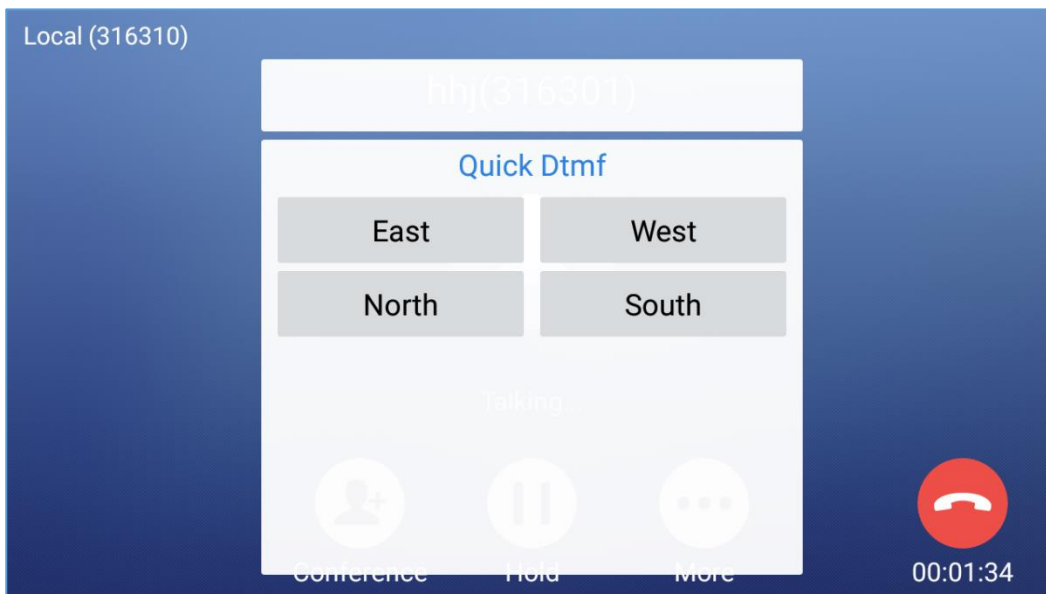 Local (316310)
hhj(316301)
Quick Dtmf
East West
North South
Talking...
Conference Hold More
00:01:34